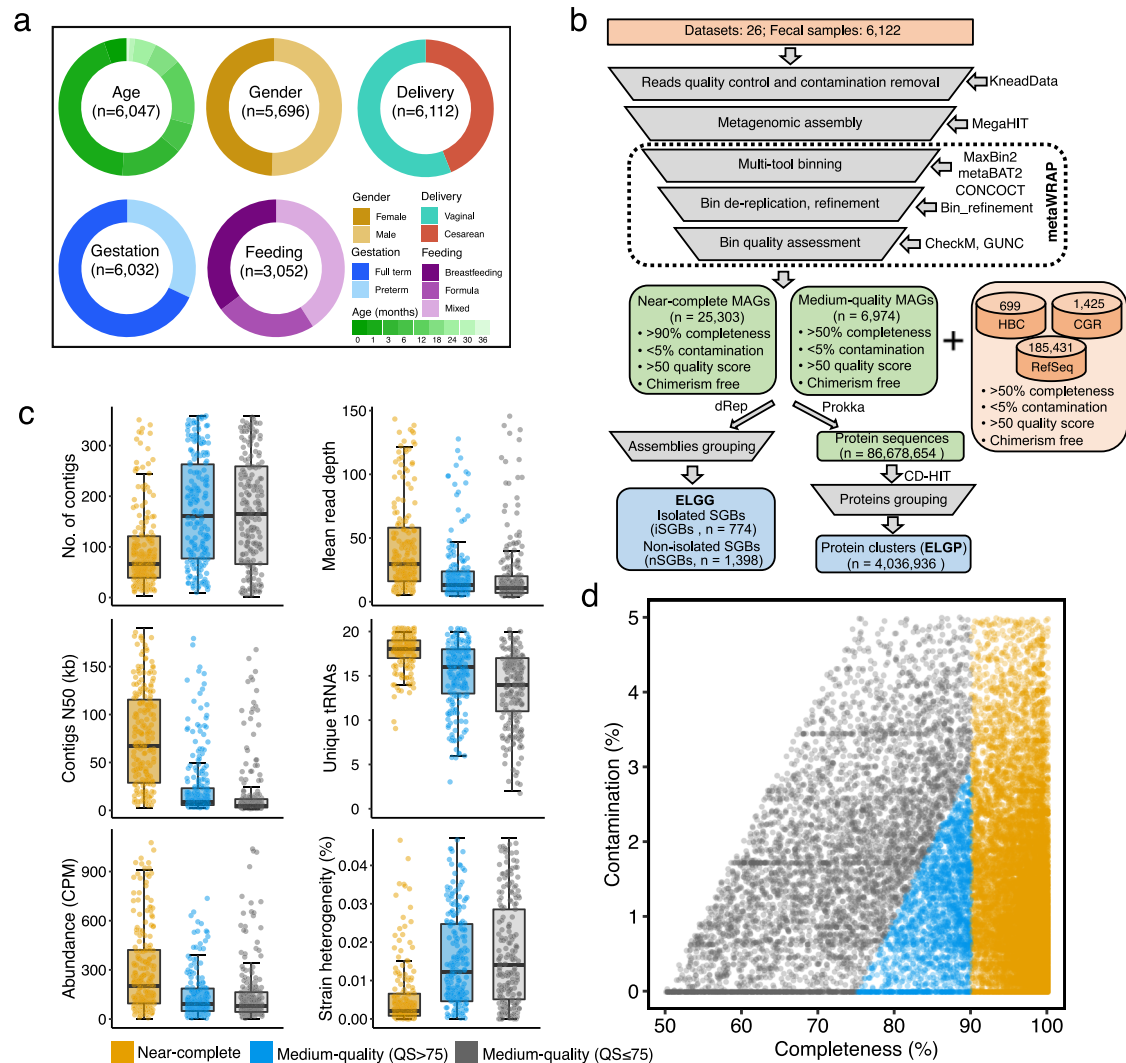 a
Age
(n=6,047)
Gender
(n=5,696)
Delivery
(n=6,112)
Gestation
(n=6,032)
Feeding
(n=3,052)
Gender
Female
Male
Delivery
Vaginal
Cesarean
Gestation
Full term
Preterm
Feeding
Breastfeeding
Formula
Mixed
Age (months)
0 1 3 6 12 18 24 30 36
b
Datasets: 26; Fecal samples: 6,122
Reads quality control and contamination removal
KneadData
Metagenomic assembly
MegaHIT
Multi-tool binning
MaxBin2
metaBAT2
CONCOCT
Bin de-replication, refinement
Bin_refinement
Bin quality assessment
CheckM, GUNC
metaWRAP
Near-complete MAGs
(n = 25,303)
• >90% completeness
• <5% contamination
• >50 quality score
• Chimerism free
Medium-quality MAGs
(n = 6,974)
• >50% completeness
• <5% contamination
• >50 quality score
• Chimerism free
+
699
HBC
1,425
CGR
185,431
RefSeq
• >50% completeness
• <5% contamination
• >50 quality score
• Chimerism free
dRep
Prokka
Assemblies grouping
Protein sequences
(n = 86,678,654 )
CD-HIT
Proteins grouping
ELGG
Isolated SGBs
(iSGBs , n = 774)
Non-isolated SGBs
(nSGBs, n = 1,398)
Protein clusters (ELGP)
(n = 4,036,936 )
c
No. of contigs
300
200
100
0
Mean read depth
150
100
50
0
Contigs N50 (kb)
150
100
50
0
Unique tRNAs
20
15
10
5
0
Abundance (CPM)
900
600
300
0
Strain heterogeneity (%)
0.04
0.03
0.02
0.01
0.00
Near-complete
Medium-quality (QS>75)
Medium-quality (QS≤75)
d
Contamination (%)
5
4
3
2
1
0
50 60 70 80 90 100
Completeness (%)